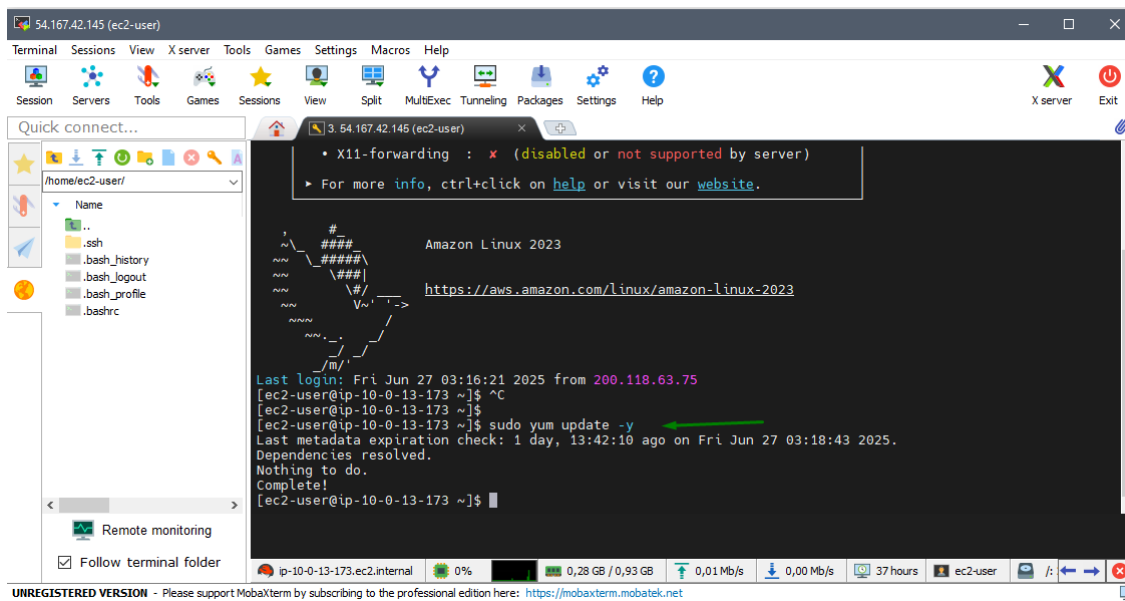 54.167.42.145 (ec2-user)
Terminal Sessions View X server Tools Games Settings Macros Help
Session Servers Tools Games Sessions View Split MultiExec Tunneling Packages Settings Help X server Exit
Quick connect...
3. 54.167.42.145 (ec2-user)
/home/ec2-user/
Name
..
.ssh
.bash_history
.bash_logout
.bash_profile
.bashrc
Remote monitoring
Follow terminal folder
• X11-forwarding : ✘ (disabled or not supported by server)
► For more info, ctrl+click on help or visit our website.
   ,     #_
   ~\_  ####_        Amazon Linux 2023
  ~~  \_#####\
  ~~     \###|
  ~~       \#/ ___   https://aws.amazon.com/linux/amazon-linux-2023
   ~~       V~' '->
    ~~~         /
      ~~._.   _/
         _/ _/
       _/m/'
Last login: Fri Jun 27 03:16:21 2025 from 200.118.63.75
[ec2-user@ip-10-0-13-173 ~]$ ^C
[ec2-user@ip-10-0-13-173 ~]$
[ec2-user@ip-10-0-13-173 ~]$ sudo yum update -y
Last metadata expiration check: 1 day, 13:42:10 ago on Fri Jun 27 03:18:43 2025.
Dependencies resolved.
Nothing to do.
Complete!
[ec2-user@ip-10-0-13-173 ~]$
ip-10-0-13-173.ec2.internal 0% 0,28 GB / 0,93 GB 0,01 Mb/s 0,00 Mb/s 37 hours ec2-user /:
UNREGISTERED VERSION - Please support MobaXterm by subscribing to the professional edition here: https://mobaxterm.mobatek.net